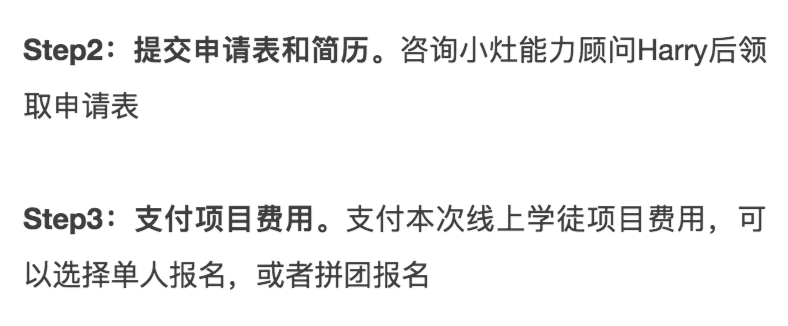 Step2：提交申请表和简历。咨询小灶能力顾问Harry后领
取申请表
Step3：支付项目费用。支付本次线上学徒项目费用，可
以选择单人报名，或者拼团报名